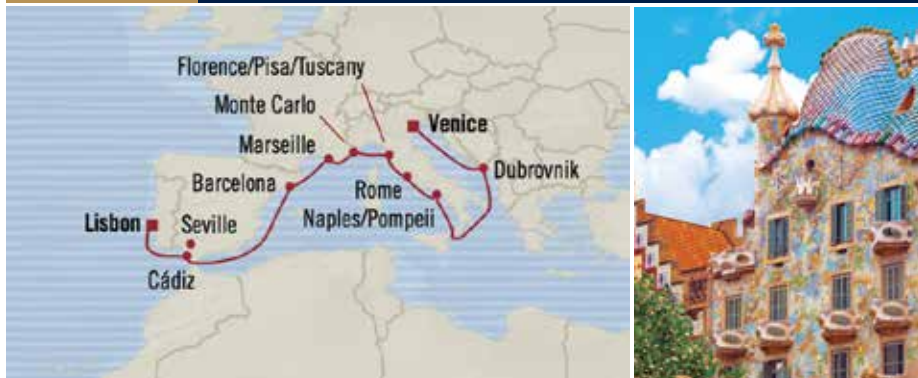 Florence/Pisa/Tuscany
Monte Carlo
Marseille
Venice
Barcelona
Dubrovnik
Rome
Naples/Pompeii
Lisbon
Seville
Cádiz